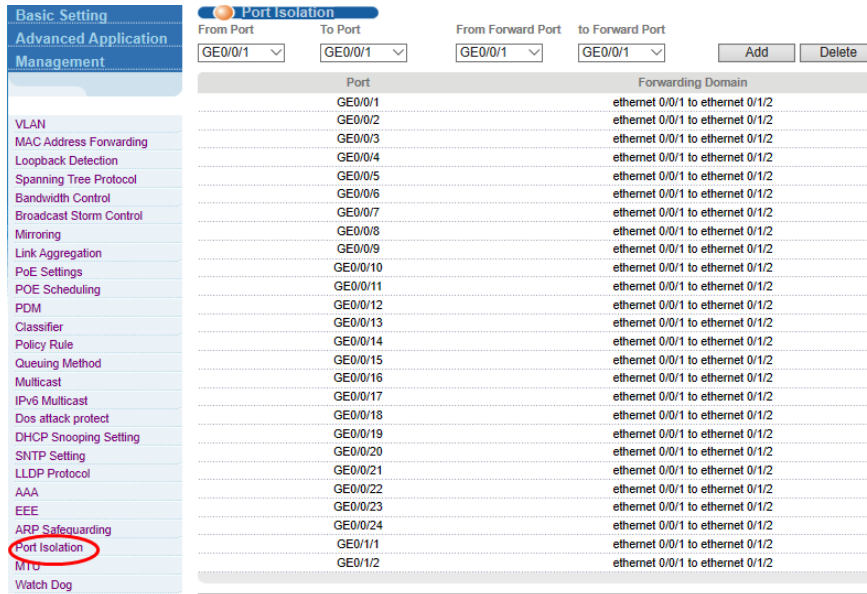 Basic Setting
Advanced Application
Management
VLAN
MAC Address Forwarding
Loopback Detection
Spanning Tree Protocol
Bandwidth Control
Broadcast Storm Control
Mirroring
Link Aggregation
PoE Settings
POE Scheduling
PDM
Classifier
Policy Rule
Queuing Method
Multicast
IPv6 Multicast
Dos attack protect
DHCP Snooping Setting
SNTP Setting
LLDP Protocol
AAA
EEE
ARP Safeguarding
Port Isolation
MTU
Watch Dog
Port Isolation
From Port To Port From Forward Port to Forward Port
GE0/0/1 GE0/0/1 GE0/0/1 GE0/0/1 Add Delete
Port Forwarding Domain
GE0/0/1 ethernet 0/0/1 to ethernet 0/1/2
GE0/0/2 ethernet 0/0/1 to ethernet 0/1/2
GE0/0/3 ethernet 0/0/1 to ethernet 0/1/2
GE0/0/4 ethernet 0/0/1 to ethernet 0/1/2
GE0/0/5 ethernet 0/0/1 to ethernet 0/1/2
GE0/0/6 ethernet 0/0/1 to ethernet 0/1/2
GE0/0/7 ethernet 0/0/1 to ethernet 0/1/2
GE0/0/8 ethernet 0/0/1 to ethernet 0/1/2
GE0/0/9 ethernet 0/0/1 to ethernet 0/1/2
GE0/0/10 ethernet 0/0/1 to ethernet 0/1/2
GE0/0/11 ethernet 0/0/1 to ethernet 0/1/2
GE0/0/12 ethernet 0/0/1 to ethernet 0/1/2
GE0/0/13 ethernet 0/0/1 to ethernet 0/1/2
GE0/0/14 ethernet 0/0/1 to ethernet 0/1/2
GE0/0/15 ethernet 0/0/1 to ethernet 0/1/2
GE0/0/16 ethernet 0/0/1 to ethernet 0/1/2
GE0/0/17 ethernet 0/0/1 to ethernet 0/1/2
GE0/0/18 ethernet 0/0/1 to ethernet 0/1/2
GE0/0/19 ethernet 0/0/1 to ethernet 0/1/2
GE0/0/20 ethernet 0/0/1 to ethernet 0/1/2
GE0/0/21 ethernet 0/0/1 to ethernet 0/1/2
GE0/0/22 ethernet 0/0/1 to ethernet 0/1/2
GE0/0/23 ethernet 0/0/1 to ethernet 0/1/2
GE0/0/24 ethernet 0/0/1 to ethernet 0/1/2
GE0/1/1 ethernet 0/0/1 to ethernet 0/1/2
GE0/1/2 ethernet 0/0/1 to ethernet 0/1/2